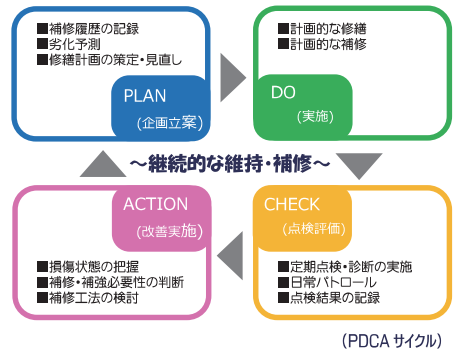 ■補修履歴の記録
■劣化予測
■修繕計画の策定・見直し
PLAN
(企画立案)
■計画的な修繕
■計画的な補修
DO
(実施)
～継続的な維持・補修～
ACTION
(改善実施)
■損傷状態の把握
■補修・補強必要性の判断
■補修工法の検討
CHECK
(点検評価)
■定期点検・診断の実施
■日常パトロール
■点検結果の記録
（PDCAサイクル）